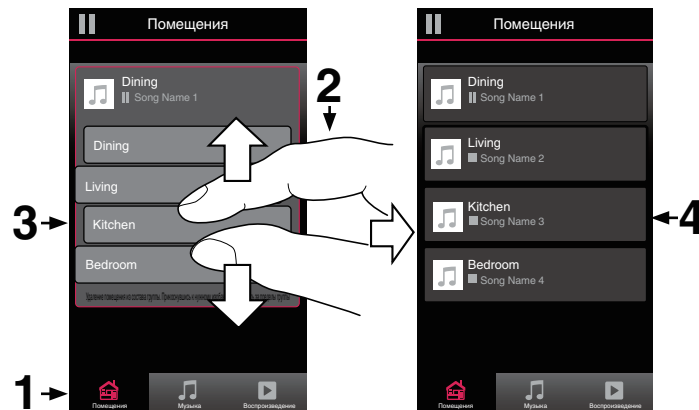 Помещения
Dining
Song Name 1
Dining
Living
Kitchen
Bedroom
Помещения
Музыка
Воспроизведение
1
2
3
Помещения
Dining
Song Name 1
Living
Song Name 2
Kitchen
Song Name 3
Bedroom
Song Name 4
Помещения
Музыка
Воспроизведение
4